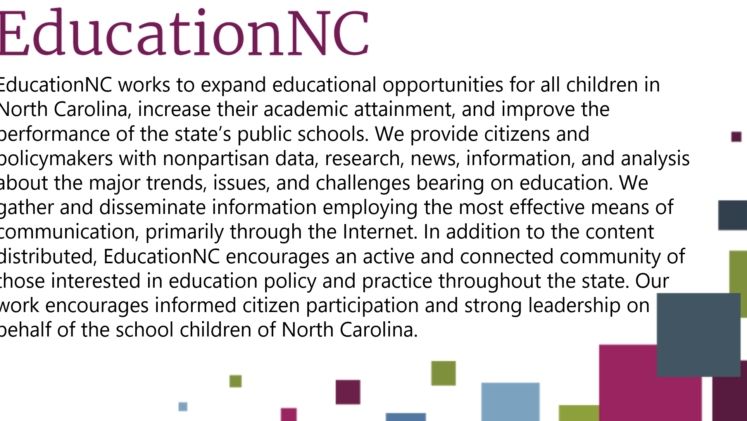 EducationNC
EducationNC works to expand educational opportunities for all children in
North Carolina, increase their academic attainment, and improve the
performance of the state’s public schools. We provide citizens and
policymakers with nonpartisan data, research, news, information, and analysis
about the major trends, issues, and challenges bearing on education. We
gather and disseminate information employing the most effective means of
communication, primarily through the Internet. In addition to the content
distributed, EducationNC encourages an active and connected community of
those interested in education policy and practice throughout the state. Our
work encourages informed citizen participation and strong leadership on
behalf of the school children of North Carolina.